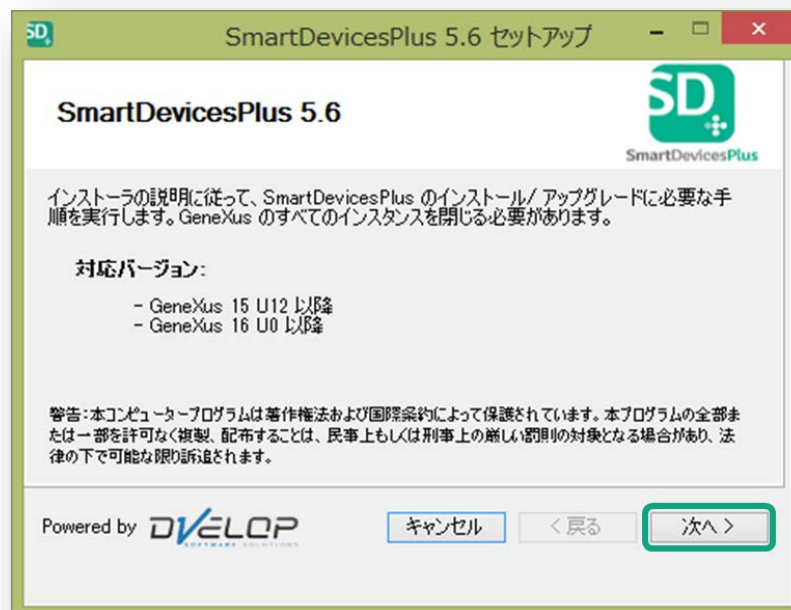 SD
SmartDevicesPlus 5.6 セットアップ
SmartDevicesPlus 5.6
SD
SmartDevicesPlus
インストーラの説明に従って、SmartDevicesPlus のインストール/アップグレードに必要な手
順を実行します。GeneXus のすべてのインスタンスを閉じる必要があります。
対応バージョン:
- GeneXus 15 U12 以降
- GeneXus 16 U0 以降
警告:本コンピュータープログラムは著作権法および国際条約によって保護されています。本プログラムの全部ま
たは一部を許可なく複製、配布することは、民事上もしくは刑事上の厳しい罰則の対象となる場合があり、法
律の下で可能な限り訴追されます。
Powered by DVELOP
SOFTWARE SOLUTIONS
キャンセル
< 戻る
次へ >